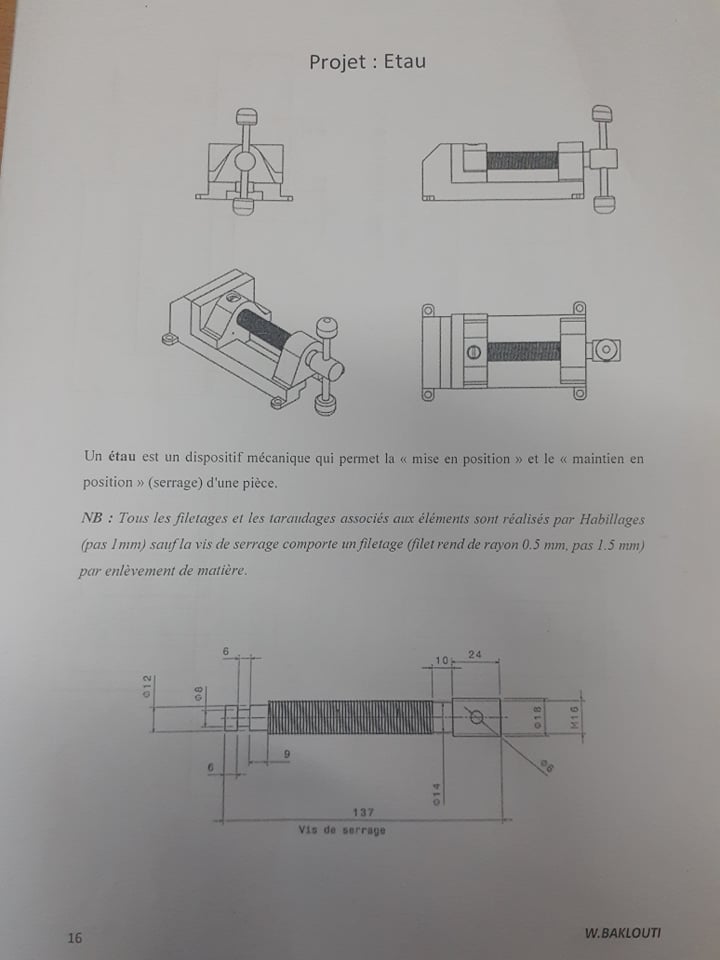 Projet : Etau
Un étau est un dispositif mécanique qui permet la « mise en position » et le « maintien en
position » (serrage) d'une pièce.
NB : Tous les filetages et les taraudages associés aux éléments sont réalisés par Habillages
(pas 1mm) sauf la vis de serrage comporte un filetage (filet rend de rayon 0.5 mm, pas 1.5 mm)
par enlèvement de matière.
6
10
24
ø12
ø8
ø18
M16
9
6
ø14
ø6
137
Vis de serrage
16
W.BAKLOUTI